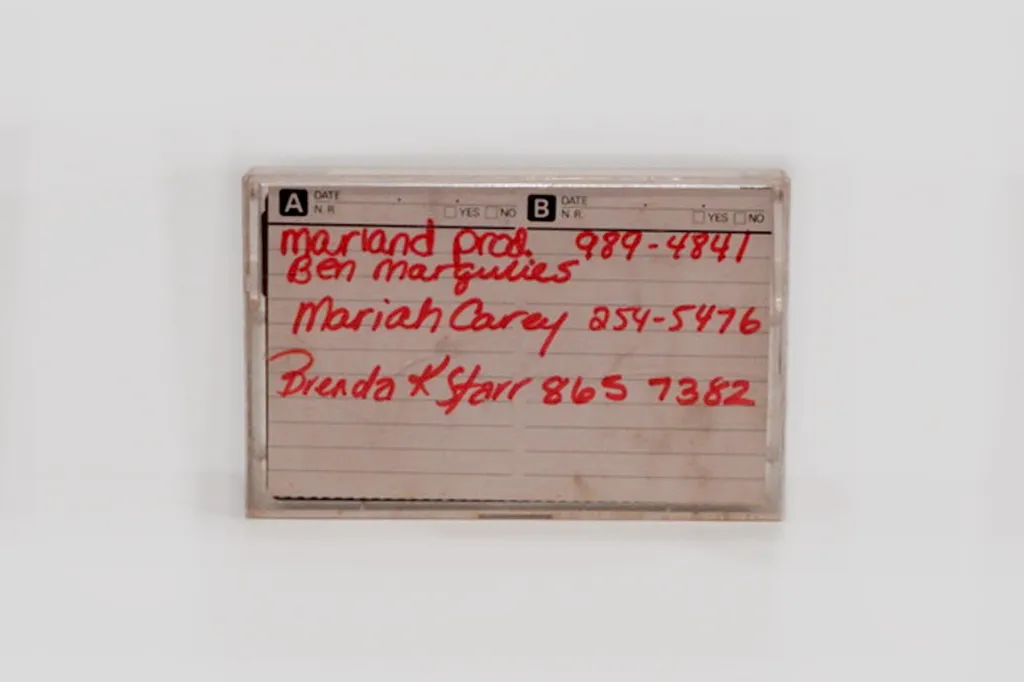 A DATE B DATE
N.R. YES NO N.R. YES NO
Marland prod. 989-4841
Ben Margulies
Mariah Carey 254-5476
Brenda K Starr 865 7382